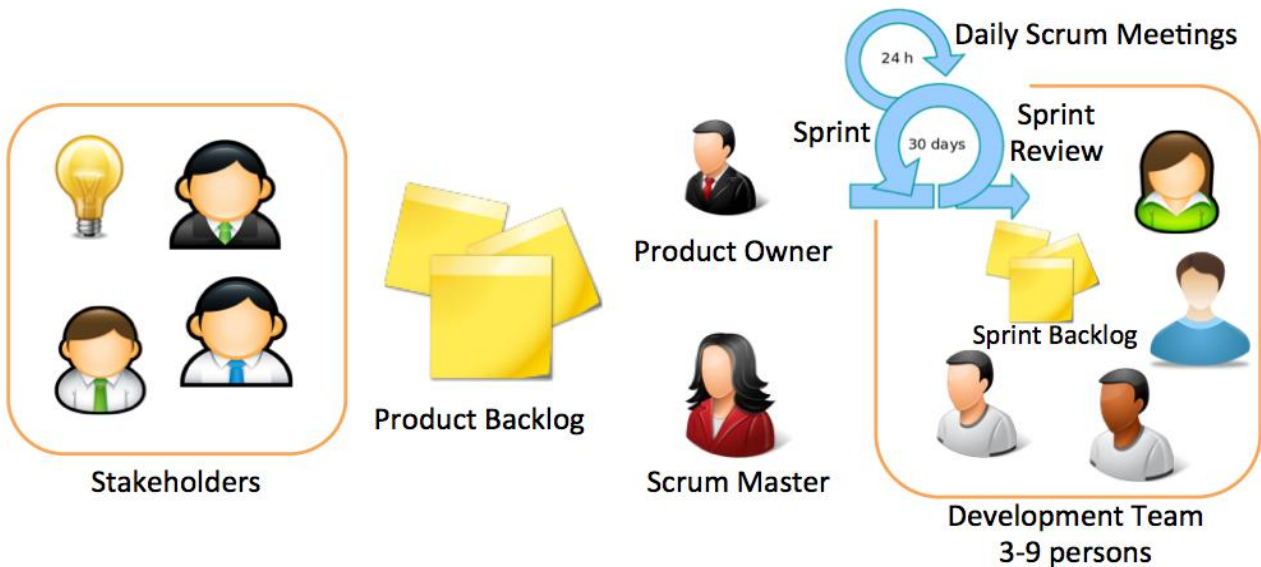 Daily Scrum Meetings
24 h
Sprint
30 days
Sprint
Review
Product Owner
Sprint Backlog
Product Backlog
Stakeholders
Scrum Master
Development Team
3-9 persons